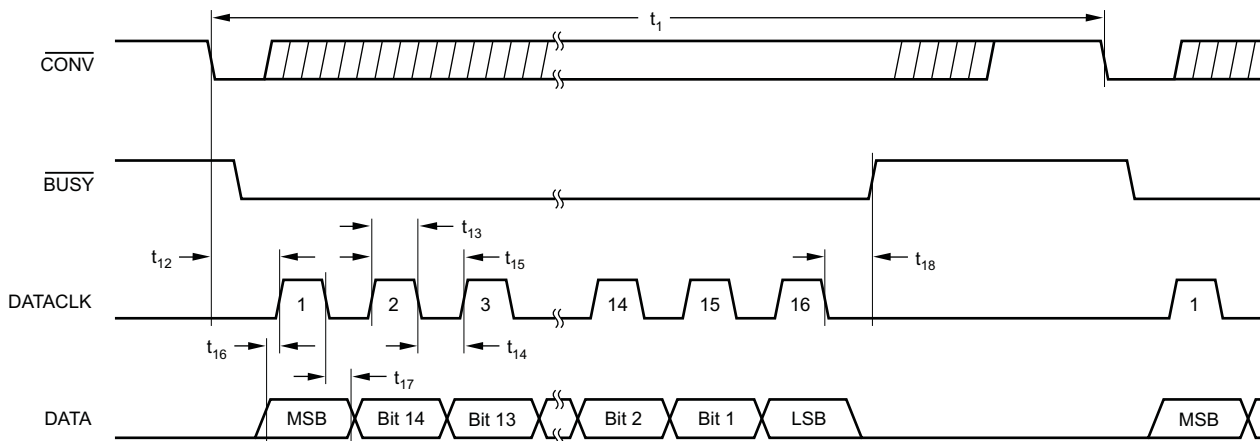 t1
CONV
BUSY
t13
t12
t15
t18
DATACLK
1
2
3
14
15
16
1
t16
t14
t17
DATA
MSB
Bit 14
Bit 13
Bit 2
Bit 1
LSB
MSB